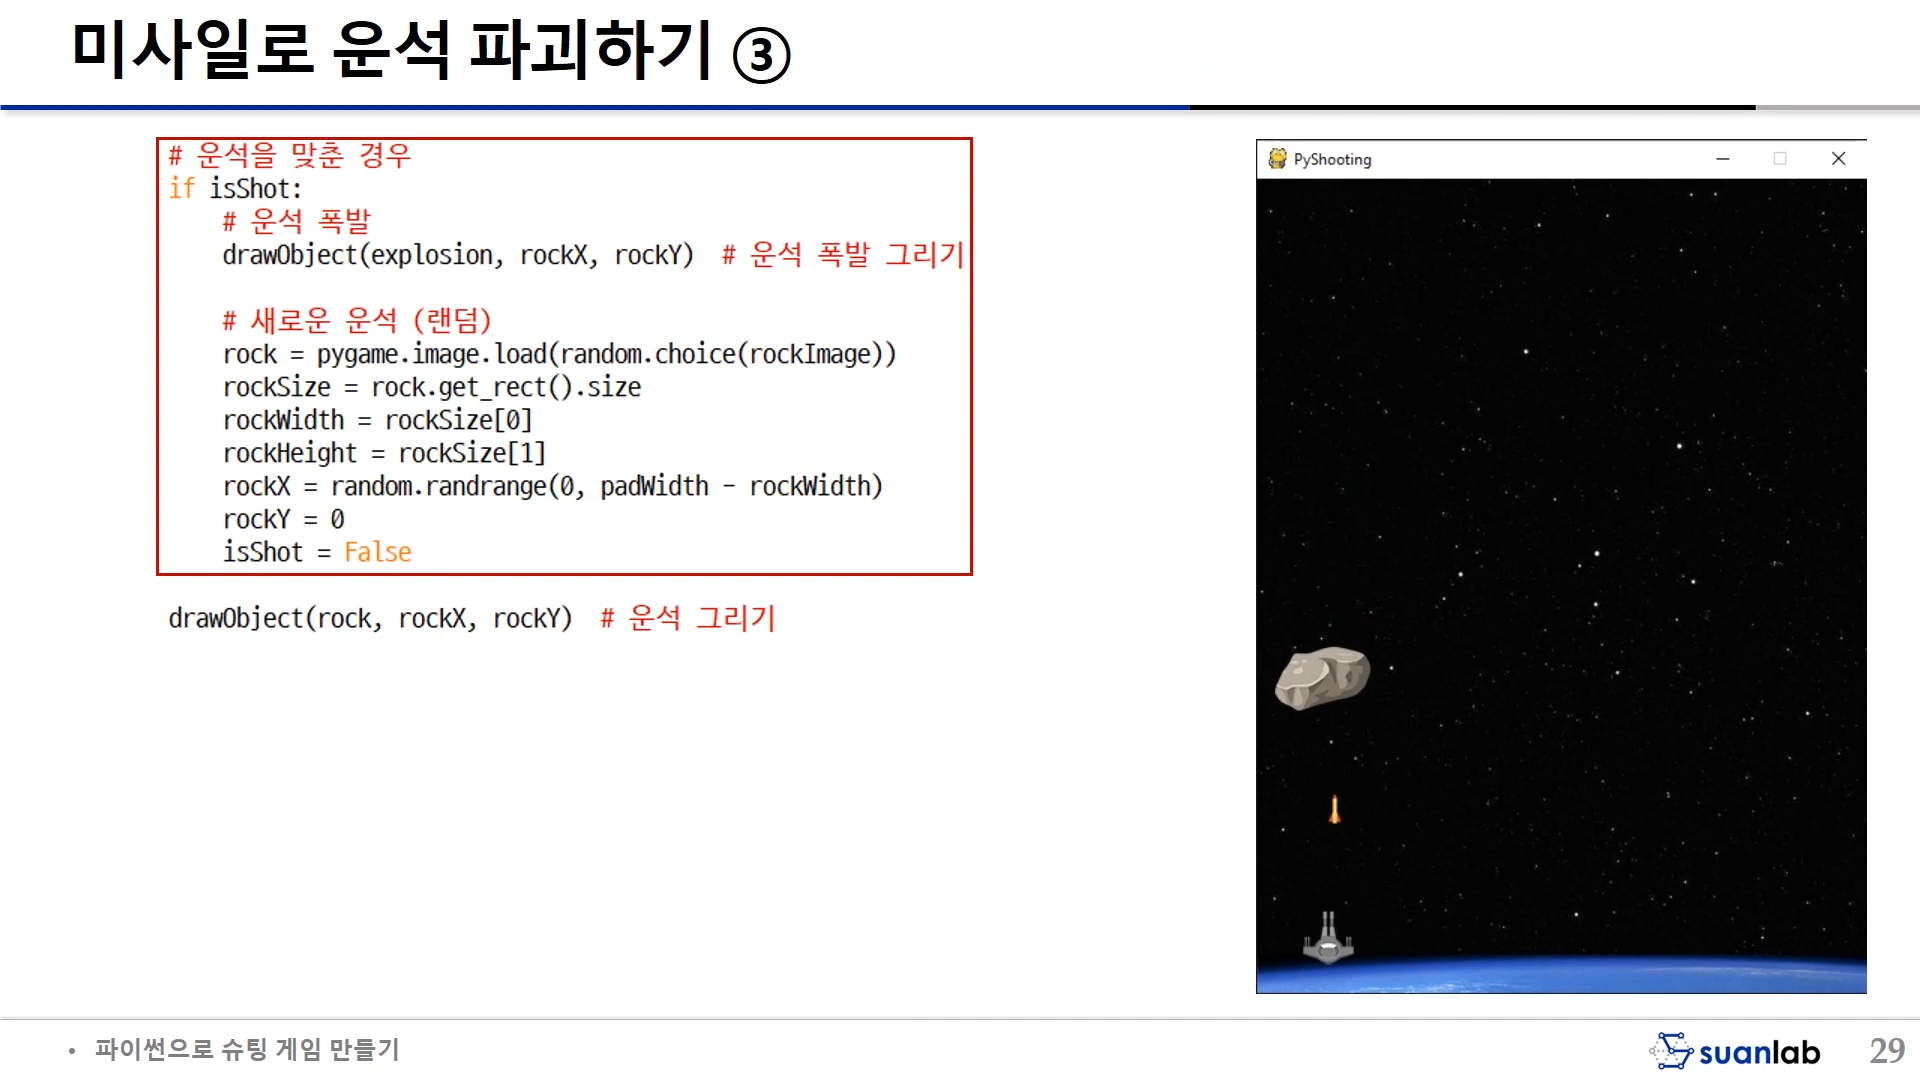 미사일로 운석 파괴하기 ③
# 운석을 맞춘 경우
if isShot:
    # 운석 폭발
    drawObject(explosion, rockX, rockY)  # 운석 폭발 그리기

    # 새로운 운석 (랜덤)
    rock = pygame.image.load(random.choice(rockImage))
    rockSize = rock.get_rect().size
    rockWidth = rockSize[0]
    rockHeight = rockSize[1]
    rockX = random.randrange(0, padWidth - rockWidth)
    rockY = 0
    isShot = False

drawObject(rock, rockX, rockY)  # 운석 그리기
PyShooting
• 파이썬으로 슈팅 게임 만들기
suanlab
29